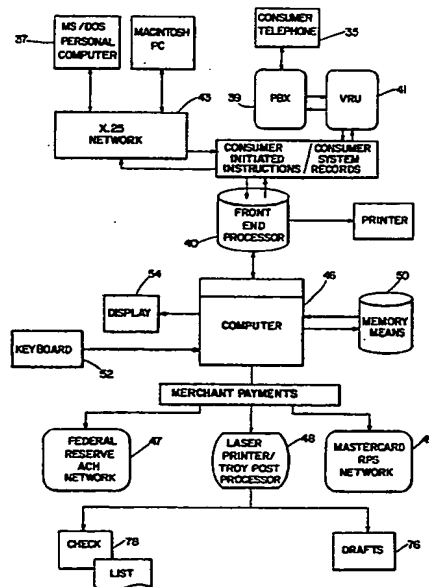 37
MS/DOS
PERSONAL
COMPUTER
MACINTOSH
PC
CONSUMER
TELEPHONE
35
43
39
PBX
VRU
41
X.25
NETWORK
CONSUMER
INITIATED
INSTRUCTIONS
/
CONSUMER
SYSTEM
RECORDS
FRONT
END
PROCESSOR
40
PRINTER
54
DISPLAY
46
COMPUTER
50
MEMORY
MEANS
KEYBOARD
52
MERCHANT PAYMENTS
FEDERAL
RESERVE
ACH NETWORK
47
LASER
PRINTER/
TROY POST
PROCESSOR
48
MASTERCARD
RPS
NETWORK
CHECK
78
LIST
DRAFTS
76